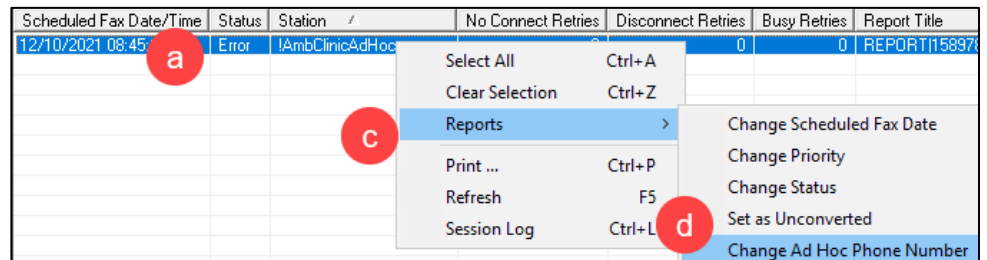 Scheduled Fax Date/Time Status Station No Connect Retries Disconnect Retries Busy Retries Report Title
12/10/2021 08:45 Error !AmbClinicAdHoc 0 0 REPORT|158978
a
Select All Ctrl+A
Clear Selection Ctrl+Z
Reports >
c
Print ... Ctrl+P
Refresh F5
Session Log Ctrl+L
Change Scheduled Fax Date
Change Priority
Change Status
Set as Unconverted
d
Change Ad Hoc Phone Number